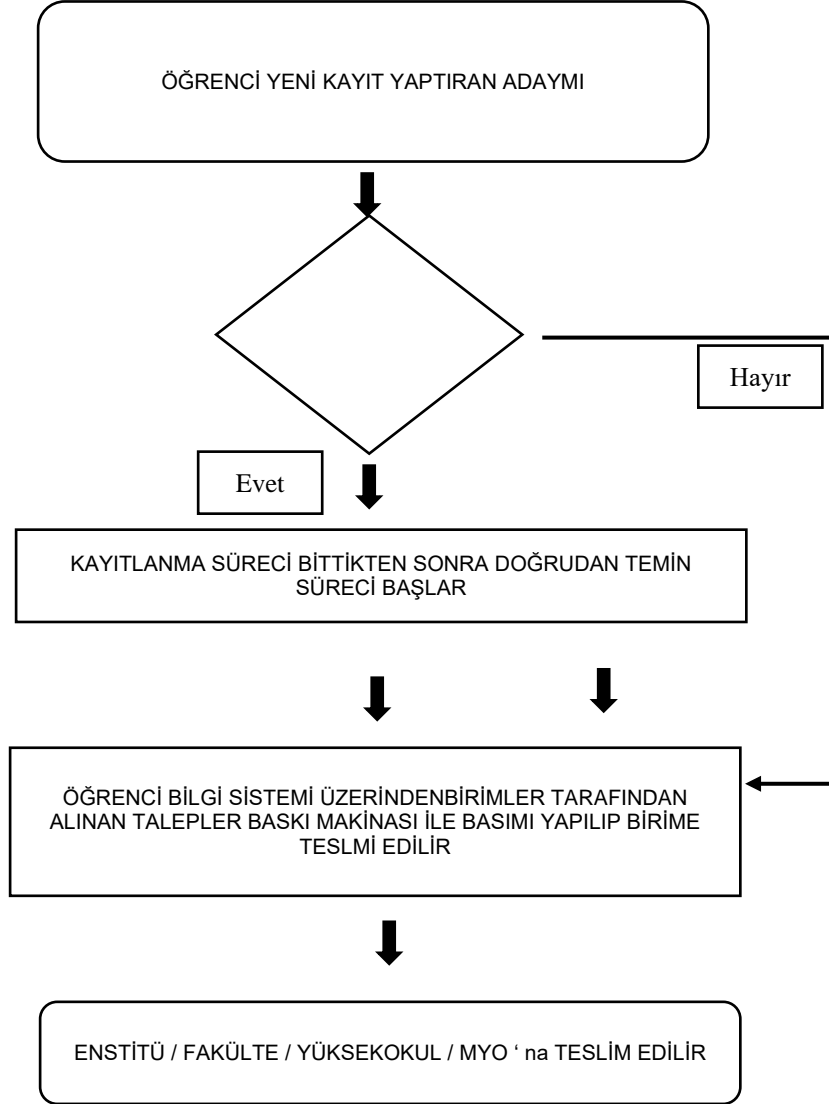 ÖĞRENCİ YENİ KAYIT YAPTIRAN ADAYMI
Hayır
Evet
KAYITLANMA SÜRECİ BİTTİKTEN SONRA DOĞRUDAN TEMİN
SÜRECİ BAŞLAR
ÖĞRENCİ BİLGİ SİSTEMİ ÜZERİNDENBİRİMLER TARAFINDAN
ALINAN TALEPLER BASKI MAKİNASI İLE BASIMI YAPILIP BİRİME
TESLMİ EDİLİR
ENSTİTÜ / FAKÜLTE / YÜKSEKOKUL / MYO ‘ na TESLİM EDİLİR